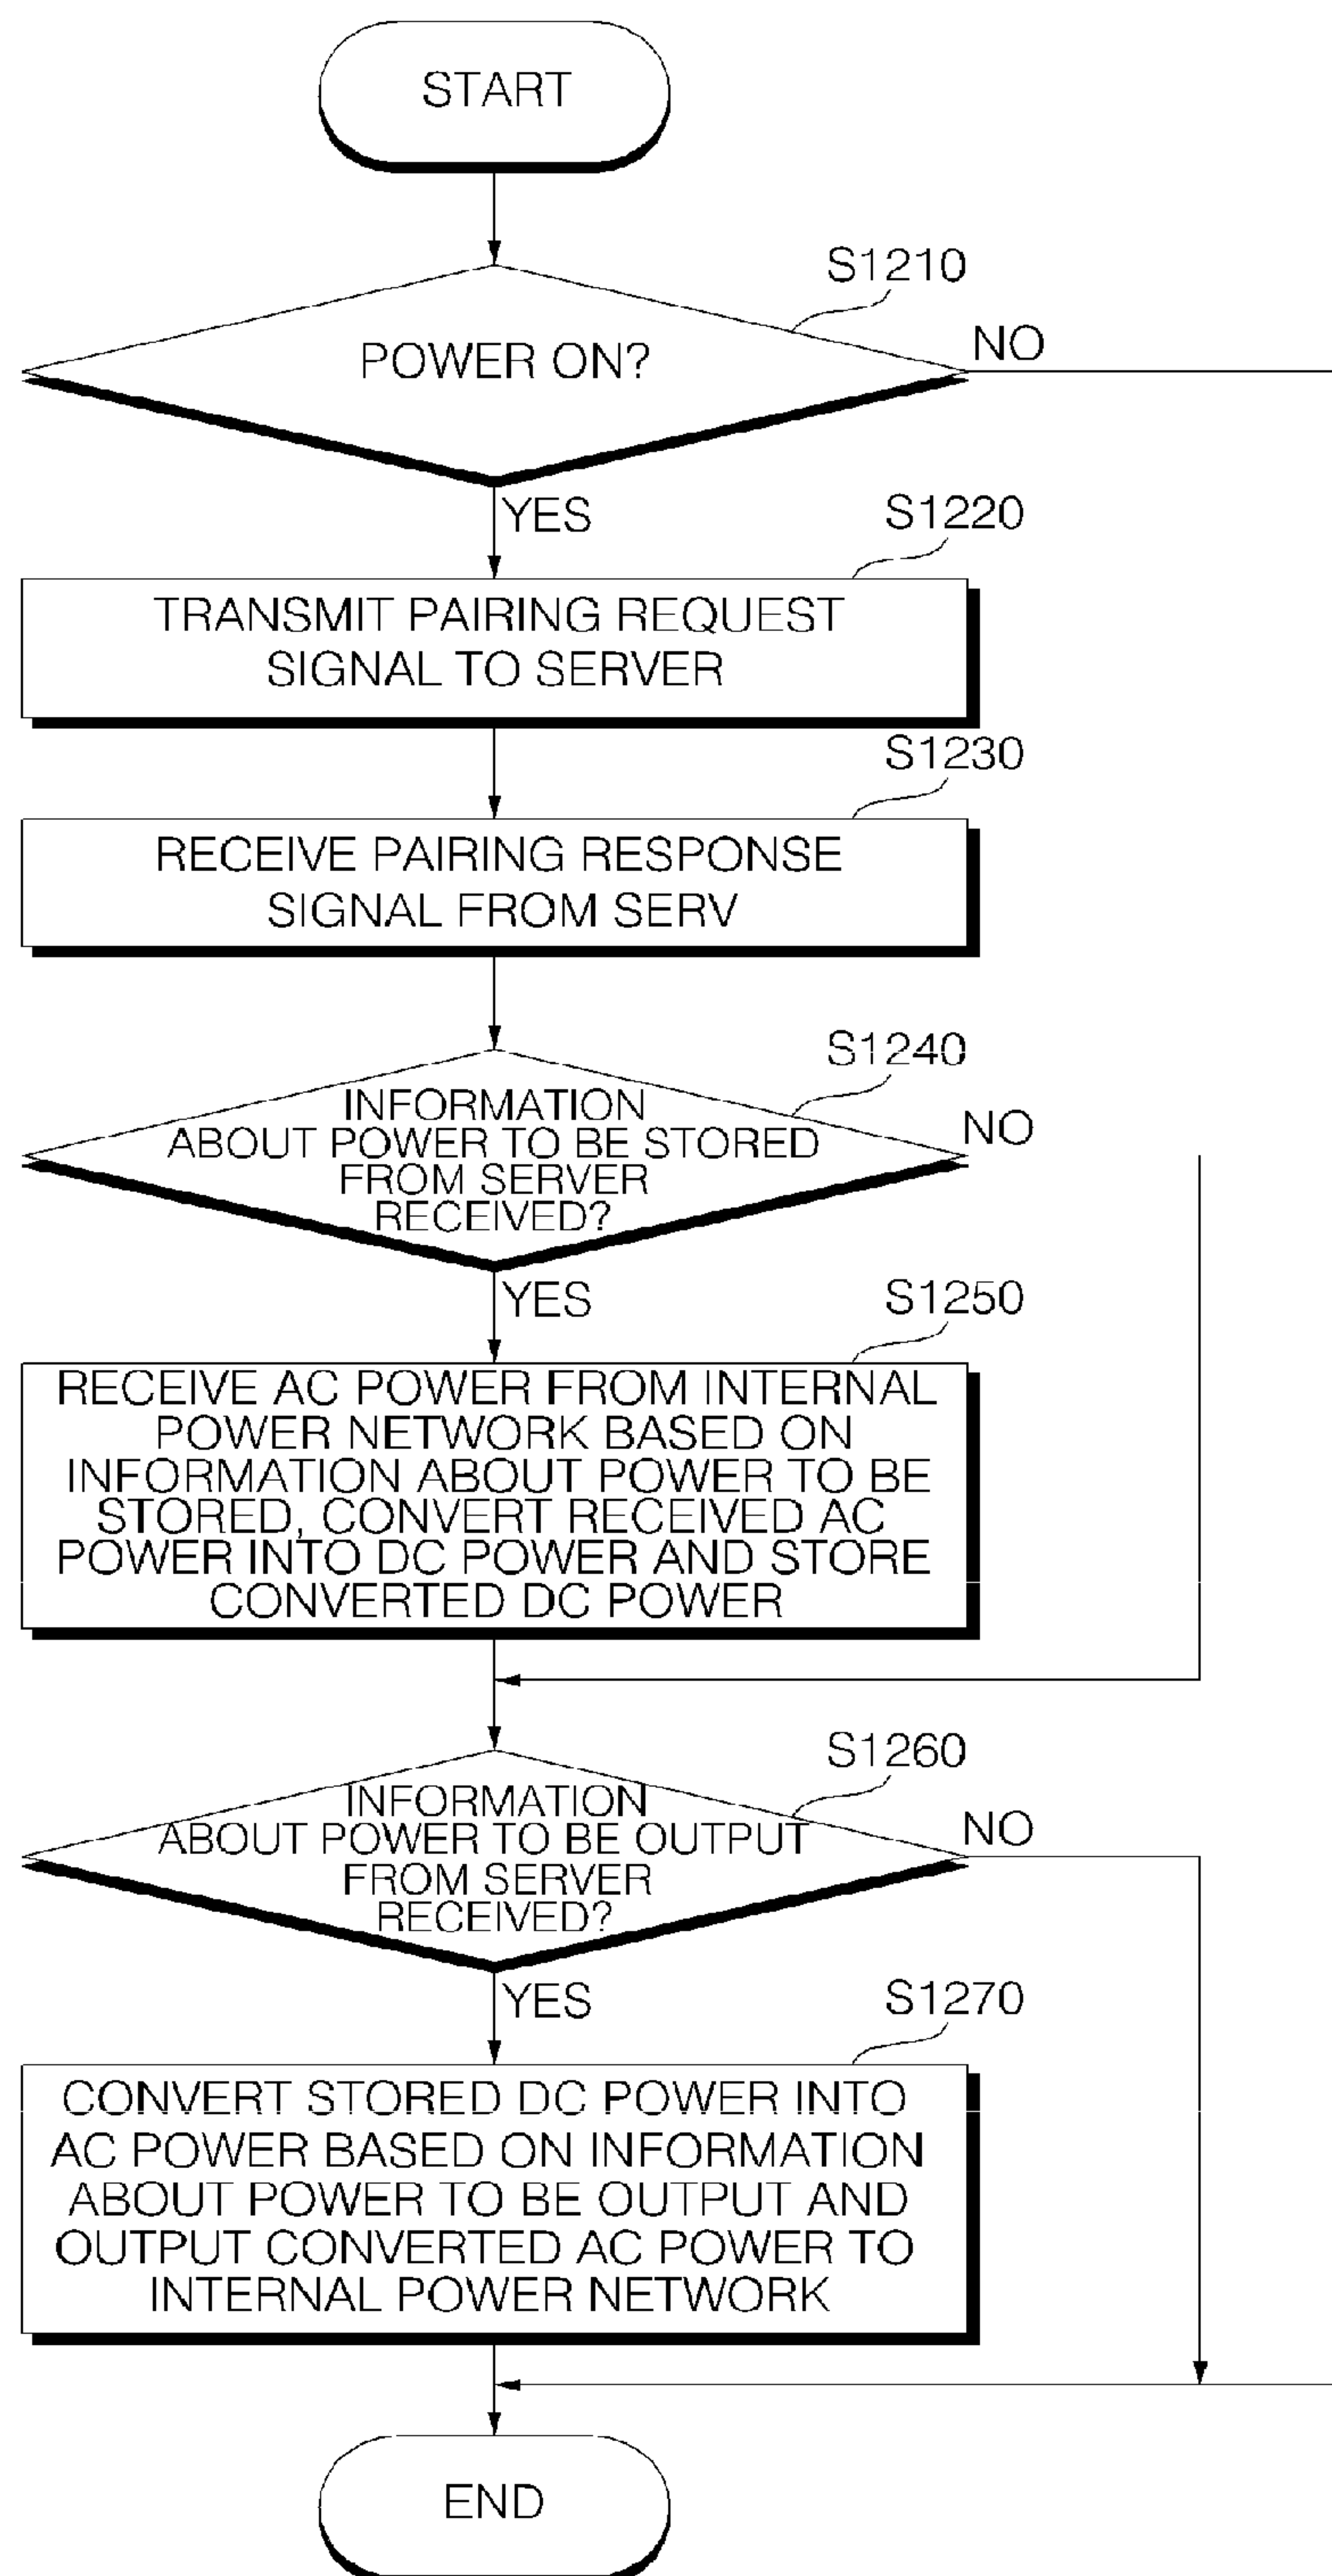 START
S1210
POWER ON?
NO
YES
S1220
TRANSMIT PAIRING REQUEST
SIGNAL TO SERVER
S1230
RECEIVE PAIRING RESPONSE
SIGNAL FROM SERV
S1240
INFORMATION
ABOUT POWER TO BE STORED
FROM SERVER
RECEIVED?
NO
YES
S1250
RECEIVE AC POWER FROM INTERNAL
POWER NETWORK BASED ON
INFORMATION ABOUT POWER TO BE
STORED, CONVERT RECEIVED AC
POWER INTO DC POWER AND STORE
CONVERTED DC POWER
S1260
INFORMATION
ABOUT POWER TO BE OUTPUT
FROM SERVER
RECEIVED?
NO
YES
S1270
CONVERT STORED DC POWER INTO
AC POWER BASED ON INFORMATION
ABOUT POWER TO BE OUTPUT AND
OUTPUT CONVERTED AC POWER TO
INTERNAL POWER NETWORK
END